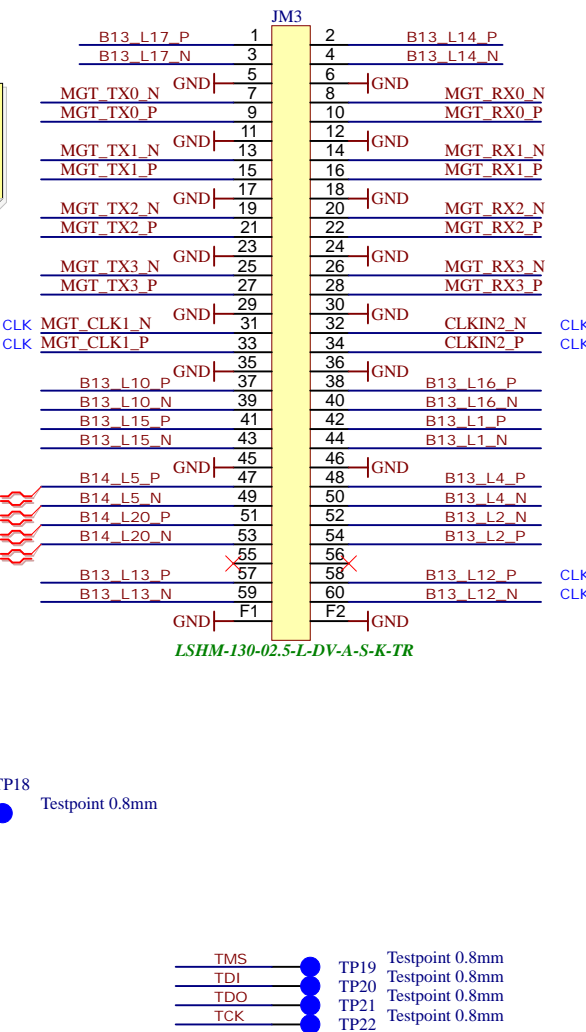 JM3
B13_L17_P 1 2 B13_L14_P
B13_L17_N 3 4 B13_L14_N
GND 5 6 GND
MGT_TX0_N 7 8 MGT_RX0_N
MGT_TX0_P 9 10 MGT_RX0_P
GND 11 12 GND
MGT_TX1_N 13 14 MGT_RX1_N
MGT_TX1_P 15 16 MGT_RX1_P
GND 17 18 GND
MGT_TX2_N 19 20 MGT_RX2_N
MGT_TX2_P 21 22 MGT_RX2_P
GND 23 24 GND
MGT_TX3_N 25 26 MGT_RX3_N
MGT_TX3_P 27 28 MGT_RX3_P
GND 29 30 GND
CLK MGT_CLK1_N 31 32 CLKIN2_N CLK
CLK MGT_CLK1_P 33 34 CLKIN2_P CLK
GND 35 36 GND
B13_L10_P 37 38 B13_L16_P
B13_L10_N 39 40 B13_L16_N
B13_L15_P 41 42 B13_L1_P
B13_L15_N 43 44 B13_L1_N
GND 45 46 GND
B14_L5_P 47 48 B13_L4_P
B14_L5_N 49 50 B13_L4_N
B14_L20_P 51 52 B13_L2_N
B14_L20_N 53 54 B13_L2_P
55 56
B13_L13_P 57 58 B13_L12_P CLK
B13_L13_N 59 60 B13_L12_N CLK
GND F1 F2 GND
LSHM-130-02.5-L-DV-A-S-K-TR
TP18
Testpoint 0.8mm
TMS TP19 Testpoint 0.8mm
TDI TP20 Testpoint 0.8mm
TDO TP21 Testpoint 0.8mm
TCK TP22 Testpoint 0.8mm